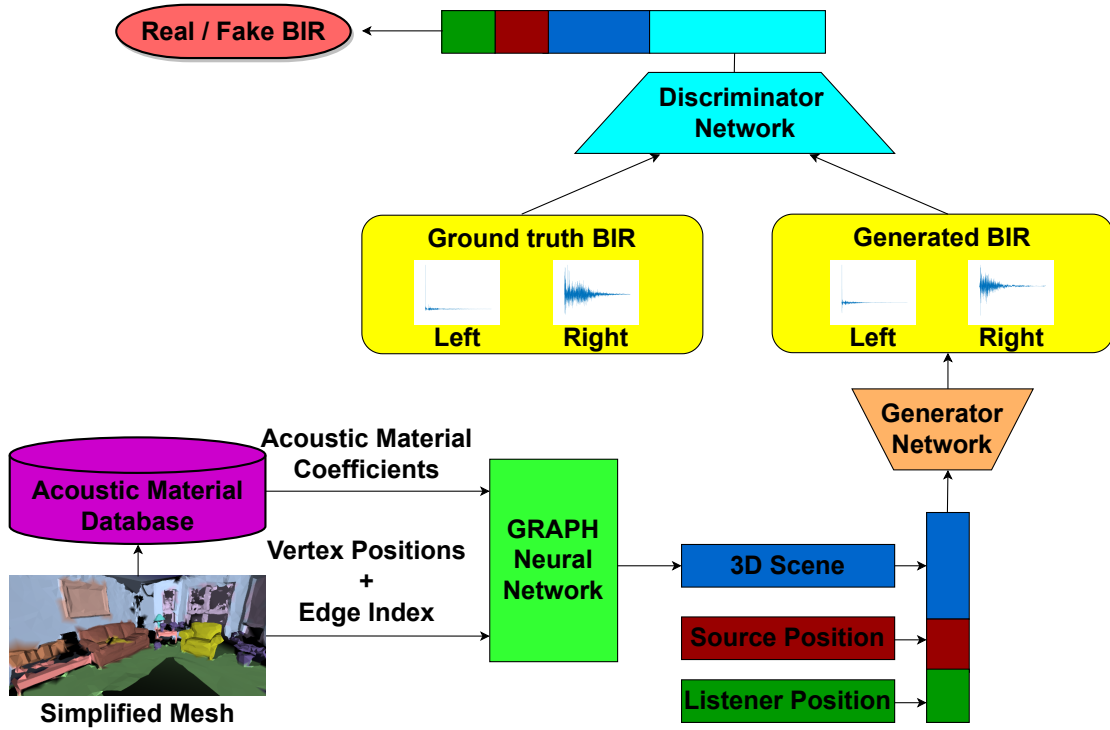 Real / Fake BIR
Discriminator
Network
Ground truth BIR
Left
Right
Generated BIR
Left
Right
Generator
Network
Acoustic Material
Database
Acoustic Material
Coefficients
Vertex Positions
+
Edge Index
GRAPH
Neural
Network
3D Scene
Source Position
Listener Position
Simplified Mesh